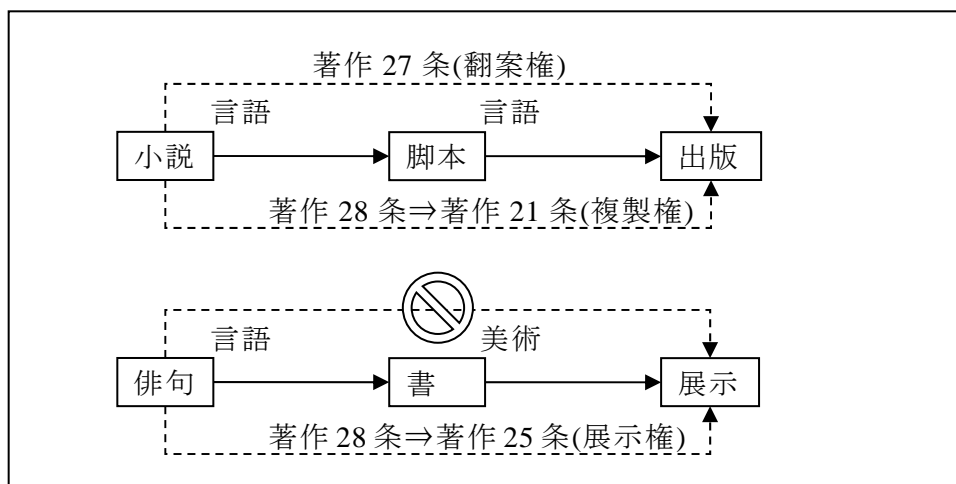 著作 27 条(翻案権)
言語 言語
小説 脚本 出版
著作 28 条⇒著作 21 条(複製権)
言語 美術
俳句 書 展示
著作 28 条⇒著作 25 条(展示権)